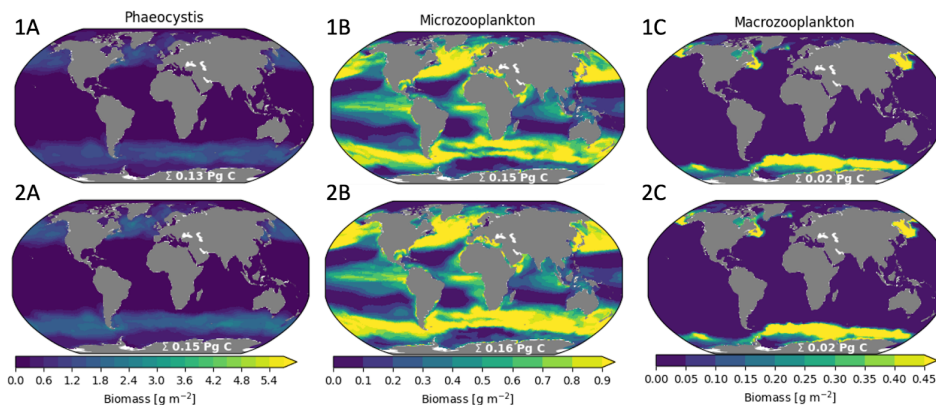 Phaeocystis
Microzooplankton
Macrozooplankton
1A
1B
1C
Σ 0.13 Pg C
Σ 0.15 Pg C
Σ 0.02 Pg C
2A
2B
2C
Σ 0.15 Pg C
Σ 0.16 Pg C
Σ 0.02 Pg C
0.0 0.6 1.2 1.8 2.4 3.0 3.6 4.2 4.8 5.4
0.0 0.1 0.2 0.3 0.4 0.5 0.6 0.7 0.8 0.9
0.00 0.05 0.10 0.15 0.20 0.25 0.30 0.35 0.40 0.45
Biomass [g m⁻²]
Biomass [g m⁻²]
Biomass [g m⁻²]